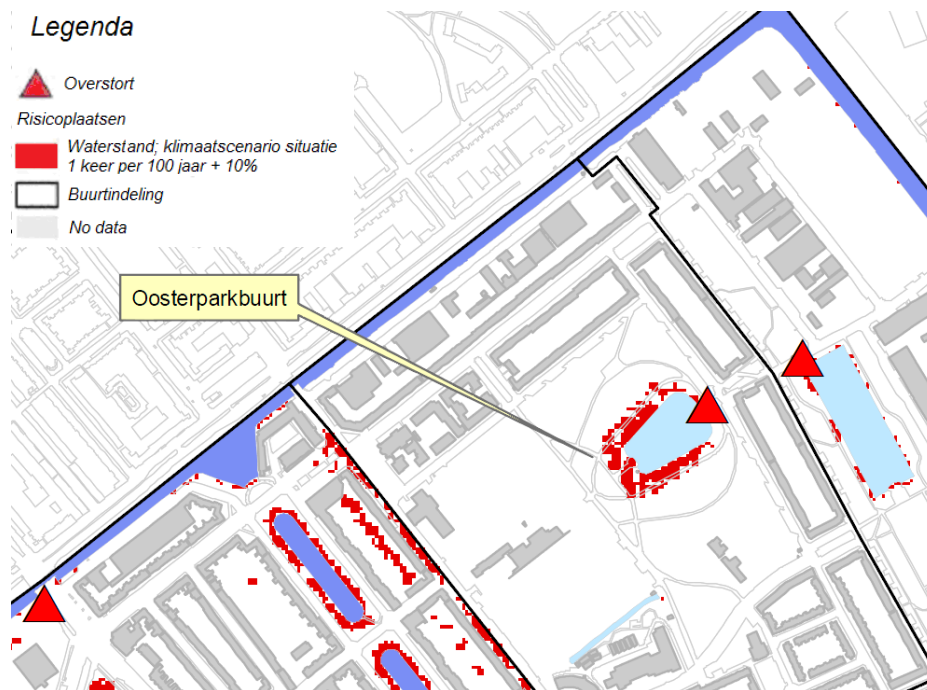 Legenda
Overstort
Risicoplaatsen
Waterstand; klimaatscenario situatie
1 keer per 100 jaar + 10%
Buurtindeling
No data
Oosterparkbuurt